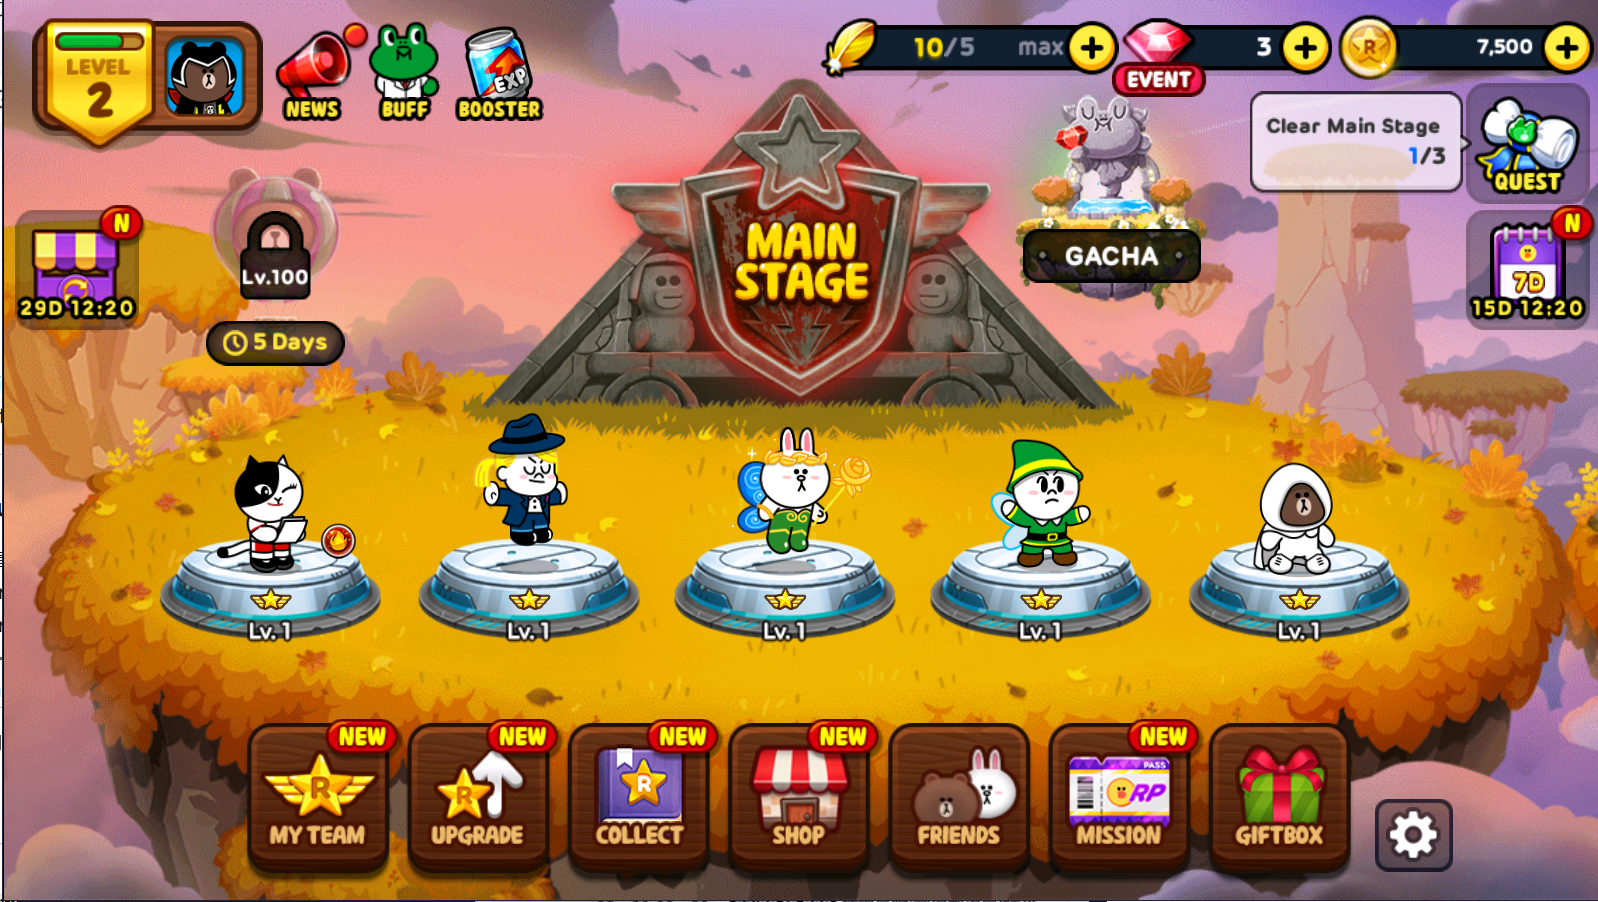 LEVEL
2
NEWS
BUFF
EXP
BOOSTER
10/5 max
3
EVENT
R
7,500
Clear Main Stage
1/3
QUEST
N
29D 12:20
Lv.100
5 Days
MAIN
STAGE
GACHA
N
7D
15D 12:20
Lv. 1
Lv. 1
Lv. 1
Lv. 1
Lv. 1
NEW
R
MY TEAM
NEW
R
UPGRADE
NEW
R
COLLECT
NEW
SHOP
FRIENDS
NEW
PASS
RP
MISSION
GIFTBOX